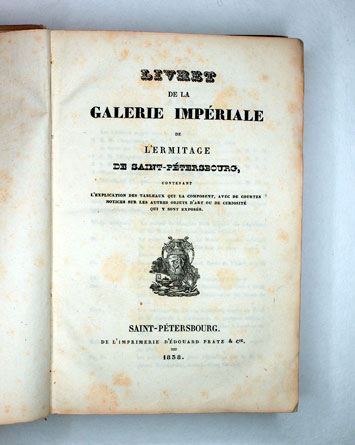 LIVRET
DE LA
GALERIE IMPÉRIALE
DE
L'ERMITAGE
DE SAINT-PÉTERSBOURG,
CONTENANT
L'EXPLICATION DES TABLEAUX QUI LA COMPOSENT, AVEC DE COURTES
NOTICES SUR LES AUTRES OBJETS D'ART OU DE CURIOSITÉ
QUI Y SONT EXPOSÉS.
SAINT-PÉTERSBOURG.
DE L'IMPRIMERIE D'ÉDOUARD PRATZ & Cie.
1838.